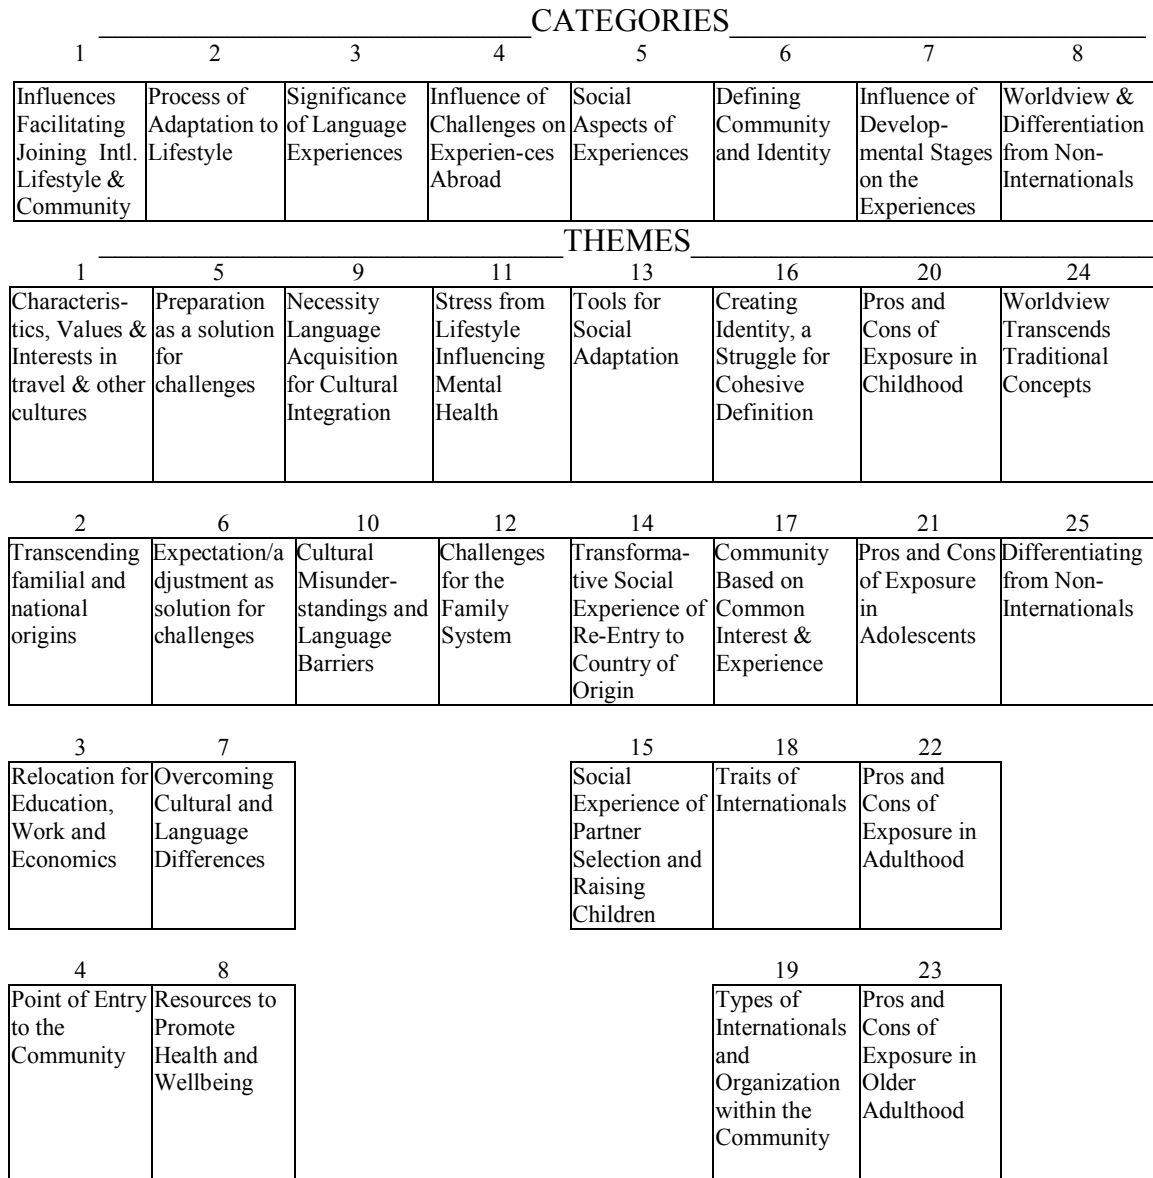 CATEGORIES
1 2 3 4 5 6 7 8
Influences
Facilitating
Joining Intl.
Lifestyle &
Community
Process of
Adaptation to
Lifestyle
Significance
of Language
Experiences
Influence of
Challenges on
Experien-ces
Abroad
Social
Aspects of
Experiences
Defining
Community
and Identity
Influence of
Develop-
mental Stages
on the
Experiences
Worldview &
Differentiation
from Non-
Internationals
THEMES
1 5 9 11 13 16 20 24
Characteris-
tics, Values &
Interests in
travel & other
cultures
Preparation
as a solution
for
challenges
Necessity
Language
Acquisition
for Cultural
Integration
Stress from
Lifestyle
Influencing
Mental
Health
Tools for
Social
Adaptation
Creating
Identity, a
Struggle for
Cohesive
Definition
Pros and
Cons of
Exposure in
Childhood
Worldview
Transcends
Traditional
Concepts
2 6 10 12 14 17 21 25
Transcending
familial and
national
origins
Expectation/a
djustment as
solution for
challenges
Cultural
Misunder-
standings and
Language
Barriers
Challenges
for the
Family
System
Transforma-
tive Social
Experience of
Re-Entry to
Country of
Origin
Community
Based on
Common
Interest &
Experience
Pros and Cons
of Exposure
in
Adolescents
Differentiating
from Non-
Internationals
3 7 15 18 22
Relocation for
Education,
Work and
Economics
Overcoming
Cultural and
Language
Differences
Social
Experience of
Partner
Selection and
Raising
Children
Traits of
Internationals
Pros and
Cons of
Exposure in
Adulthood
4 8 19 23
Point of Entry
to the
Community
Resources to
Promote
Health and
Wellbeing
Types of
Internationals
and
Organization
within the
Community
Pros and
Cons of
Exposure in
Older
Adulthood